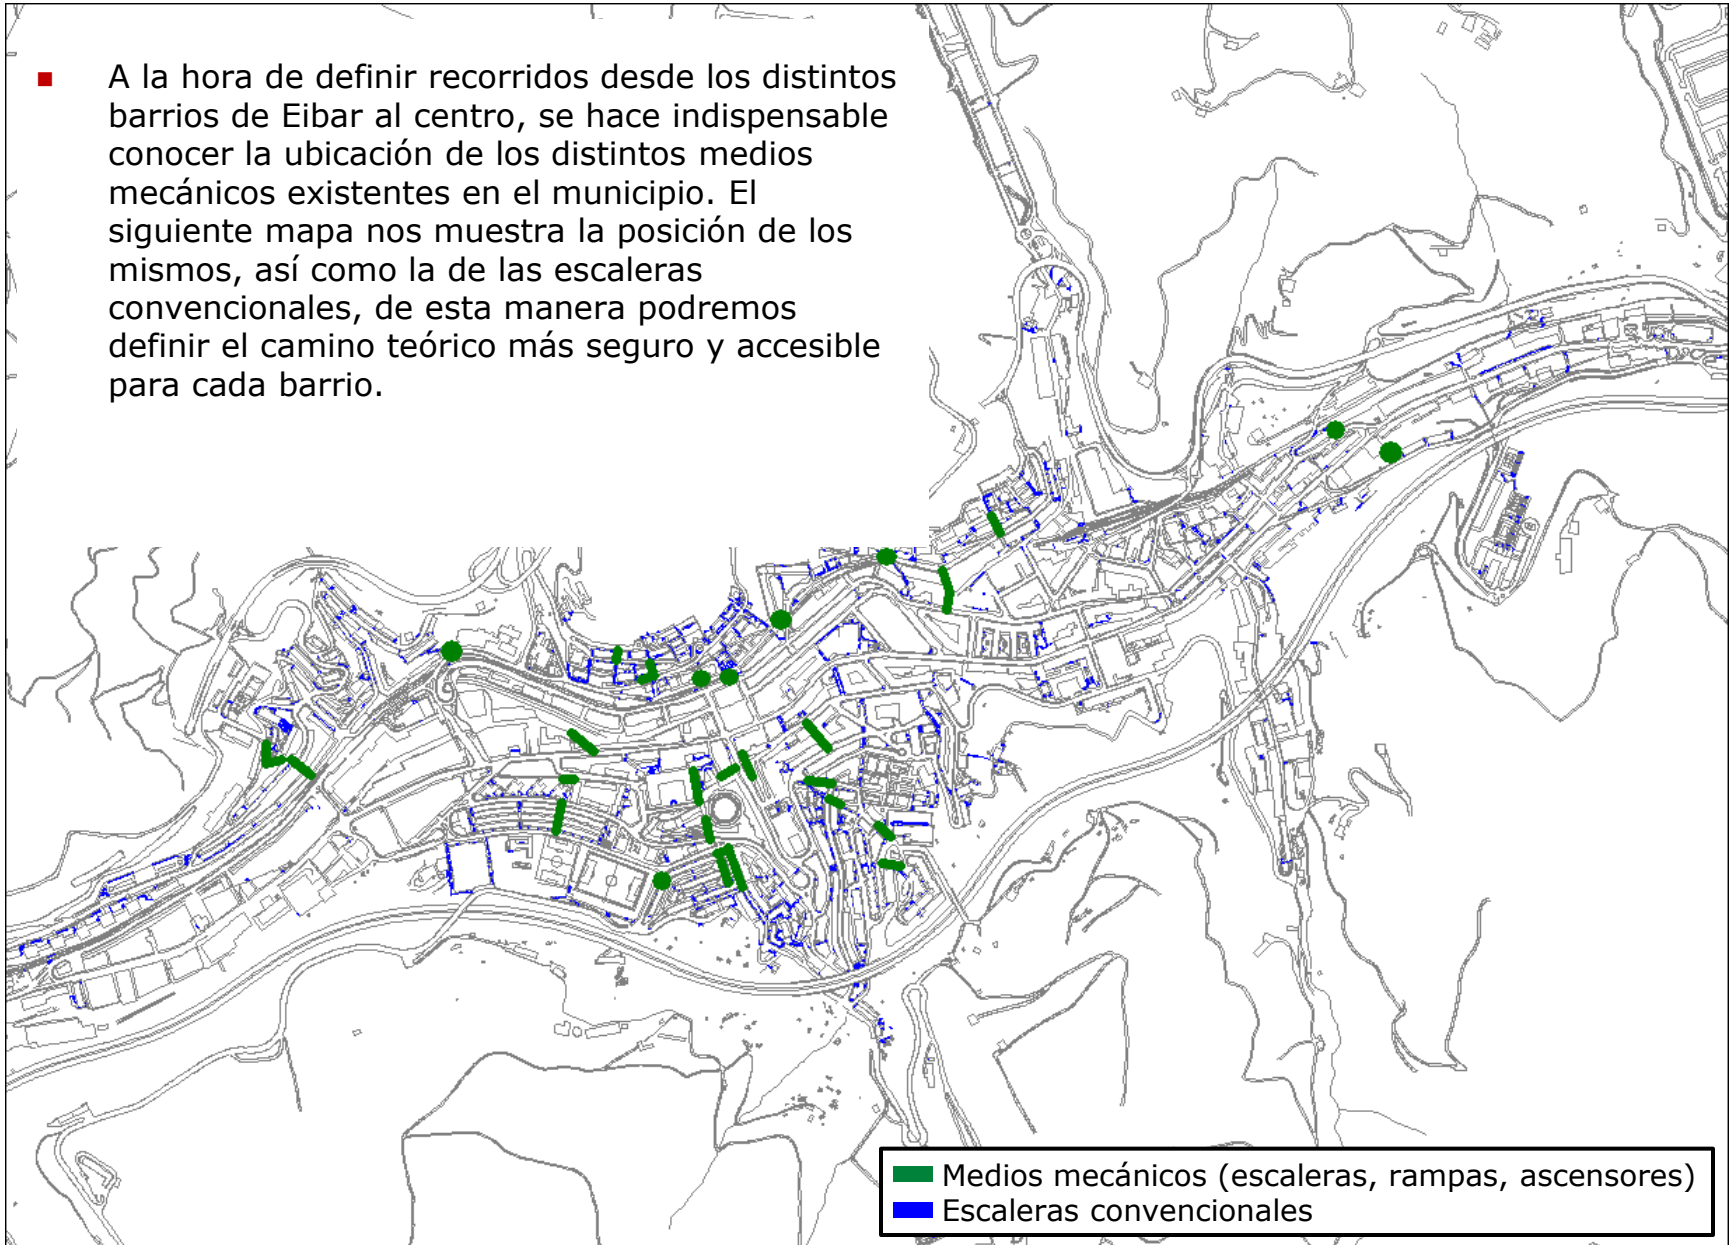 A la hora de definir recorridos desde los distintos
barrios de Eibar al centro, se hace indispensable
conocer la ubicación de los distintos medios
mecánicos existentes en el municipio. El
siguiente mapa nos muestra la posición de los
mismos, así como la de las escaleras
convencionales, de esta manera podremos
definir el camino teórico más seguro y accesible
para cada barrio.
Medios mecánicos (escaleras, rampas, ascensores)
Escaleras convencionales